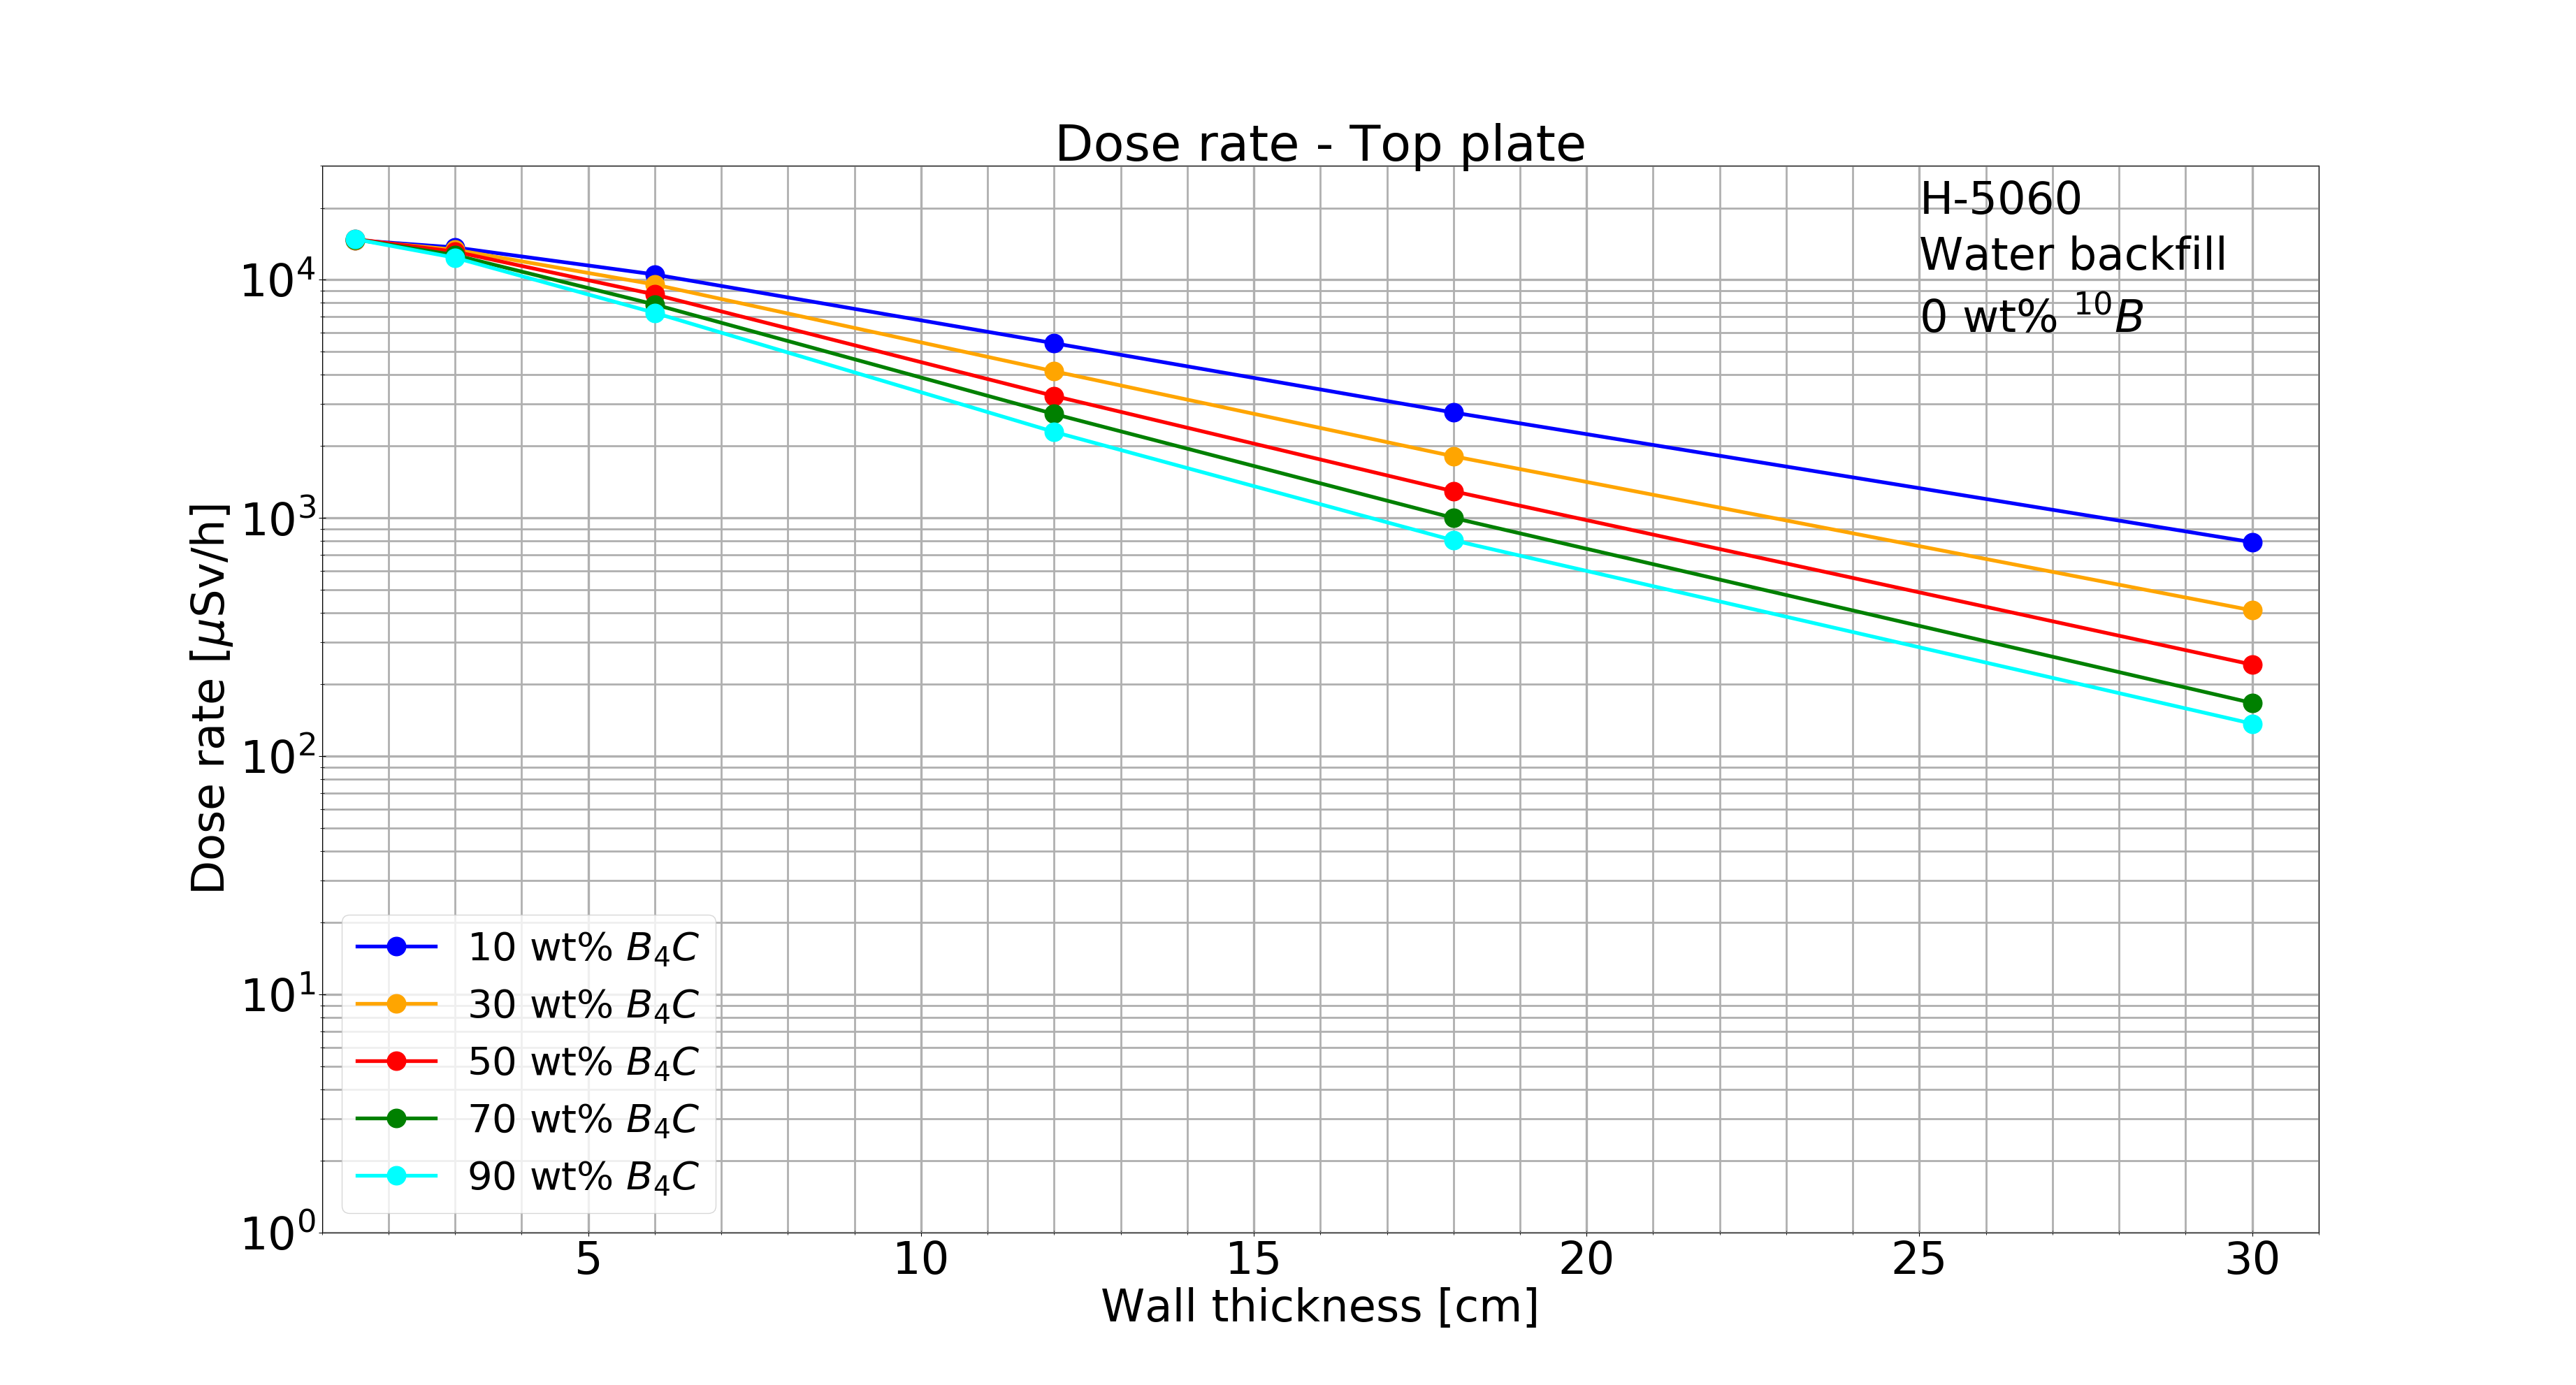 Dose rate - Top plate
H-5060
Water backfill
0 wt% ¹⁰B
Dose rate [μSv/h]
10⁴
10³
10²
10¹
10⁰
10 wt% B₄C
30 wt% B₄C
50 wt% B₄C
70 wt% B₄C
90 wt% B₄C
5 10 15 20 25 30
Wall thickness [cm]